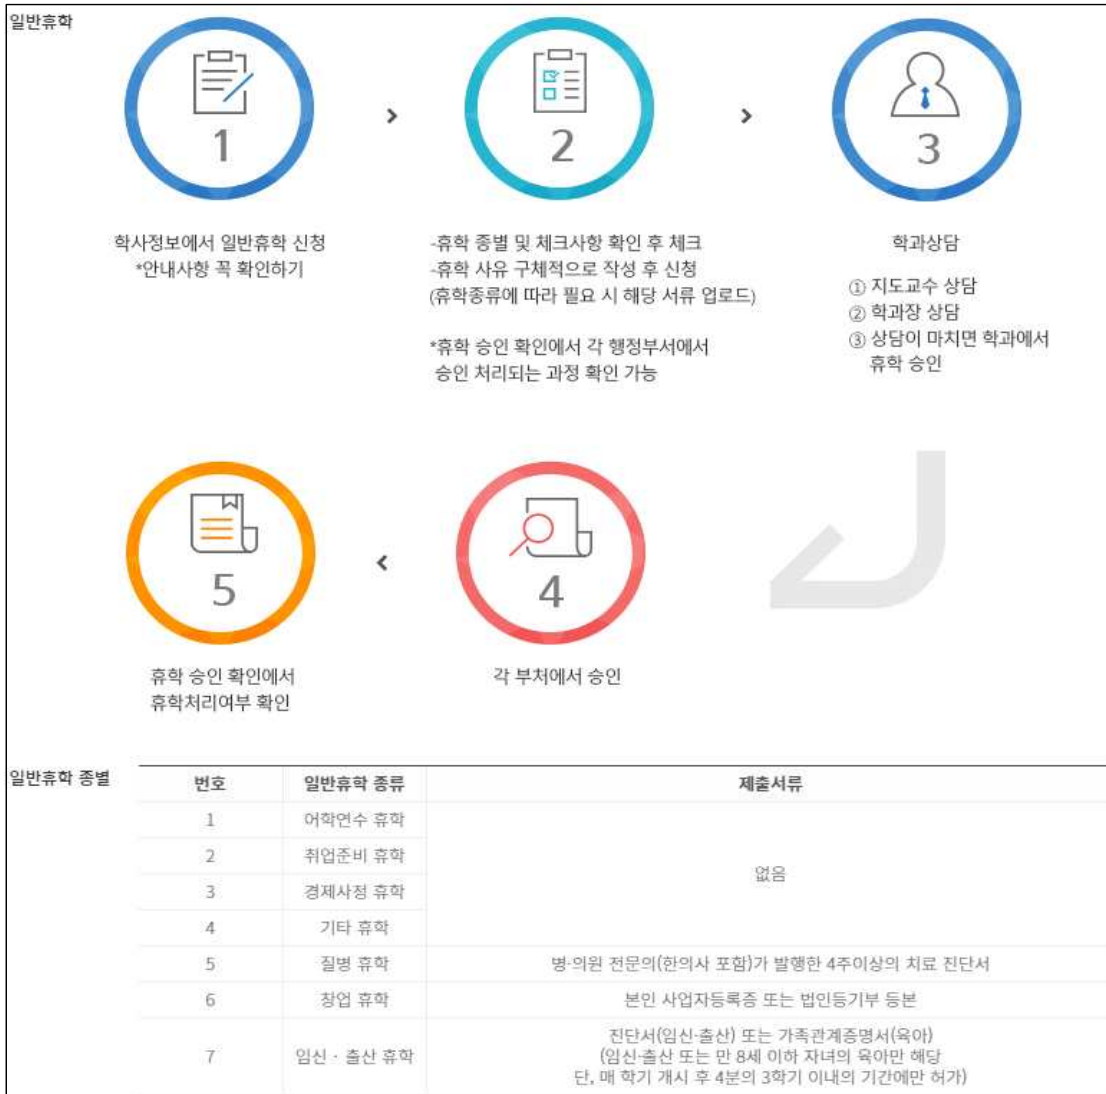 일반휴학
1
2
3
학사정보에서 일반휴학 신청
*안내사항 꼭 확인하기
-휴학 종별 및 체크사항 확인 후 체크
-휴학 사유 구체적으로 작성 후 신청
(휴학종류에 따라 필요 시 해당 서류 업로드)
*휴학 승인 확인에서 각 행정부서에서
승인 처리되는 과정 확인 가능
학과상담
① 지도교수 상담
② 학과장 상담
③ 상담이 마치면 학과에서
휴학 승인
5
4
휴학 승인 확인에서
휴학처리여부 확인
각 부처에서 승인
일반휴학 종별
번호 일반휴학 종류 제출서류
1 어학연수 휴학
2 취업준비 휴학
없음
3 경제사정 휴학
4 기타 휴학
5 질병 휴학 병·의원 전문의(한의사 포함)가 발행한 4주이상의 치료 진단서
6 창업 휴학 본인 사업자등록증 또는 법인등기부 등본
7 임신 · 출산 휴학 진단서(임신·출산) 또는 가족관계증명서(육아)
(임신·출산 또는 만 8세 이하 자녀의 육아만 해당
단, 매 학기 개시 후 4분의 3학기 이내의 기간에만 허가)